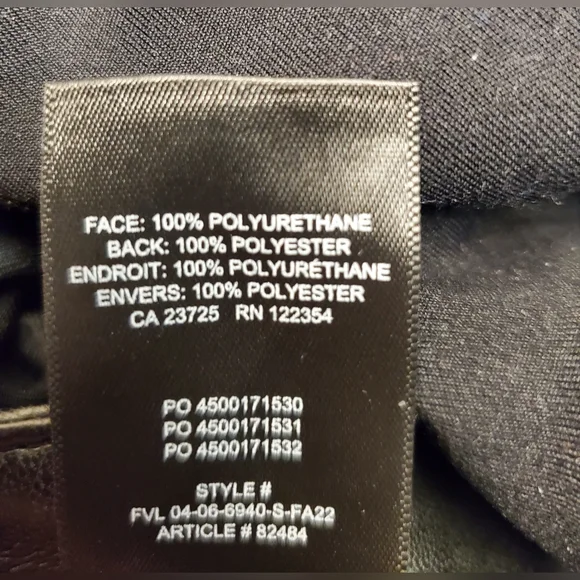 FACE: 100% POLYURETHANE
BACK: 100% POLYESTER
ENDROIT: 100% POLYURÉTHANE
ENVERS: 100% POLYESTER
CA 23725 RN 122354
PO 4500171530
PO 4500171531
PO 4500171532
STYLE #
FVL 04-06-6940-S-FA22
ARTICLE # 82484